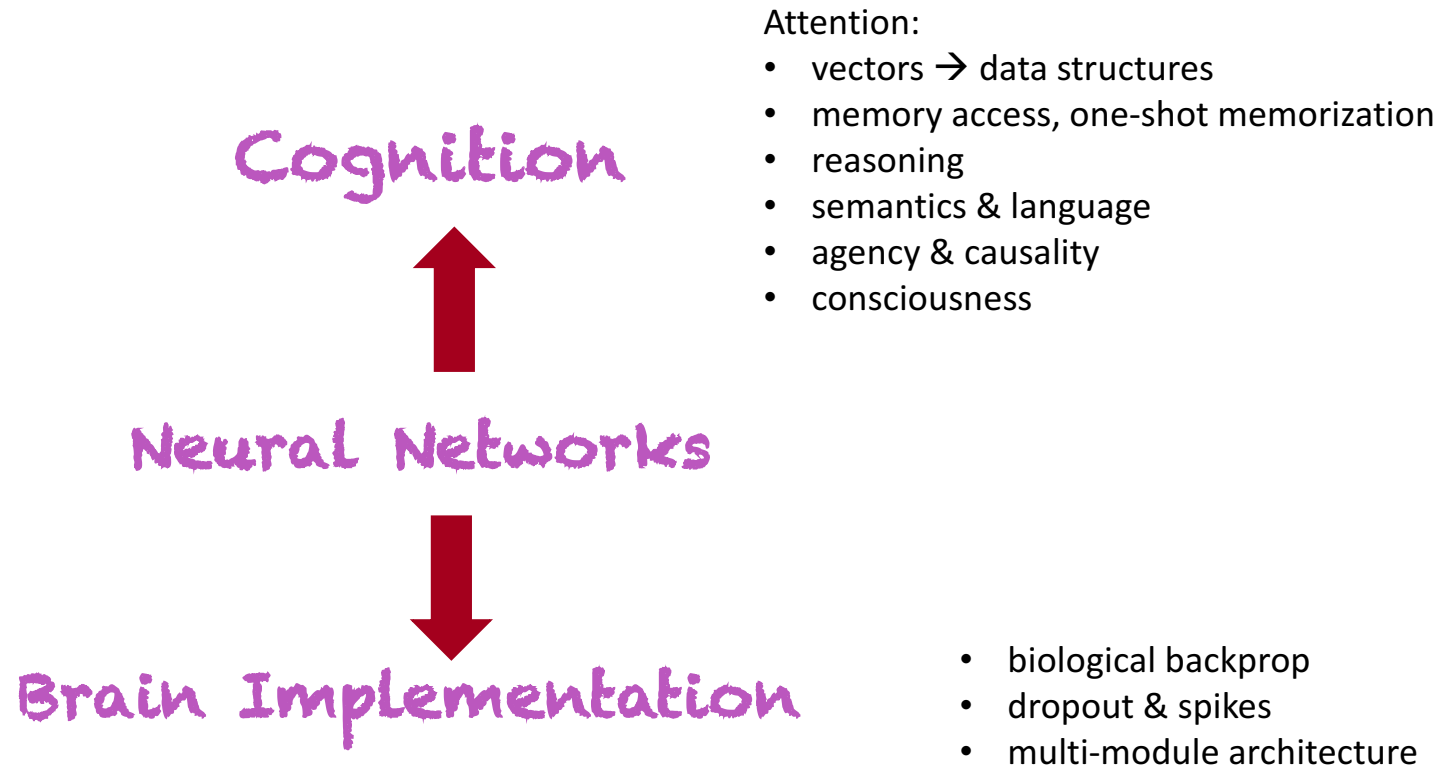 Attention:
• vectors → data structures
• memory access, one-shot memorization
• reasoning
• semantics & language
• agency & causality
• consciousness
Cognition
Neural Networks
Brain Implementation
• biological backprop
• dropout & spikes
• multi-module architecture